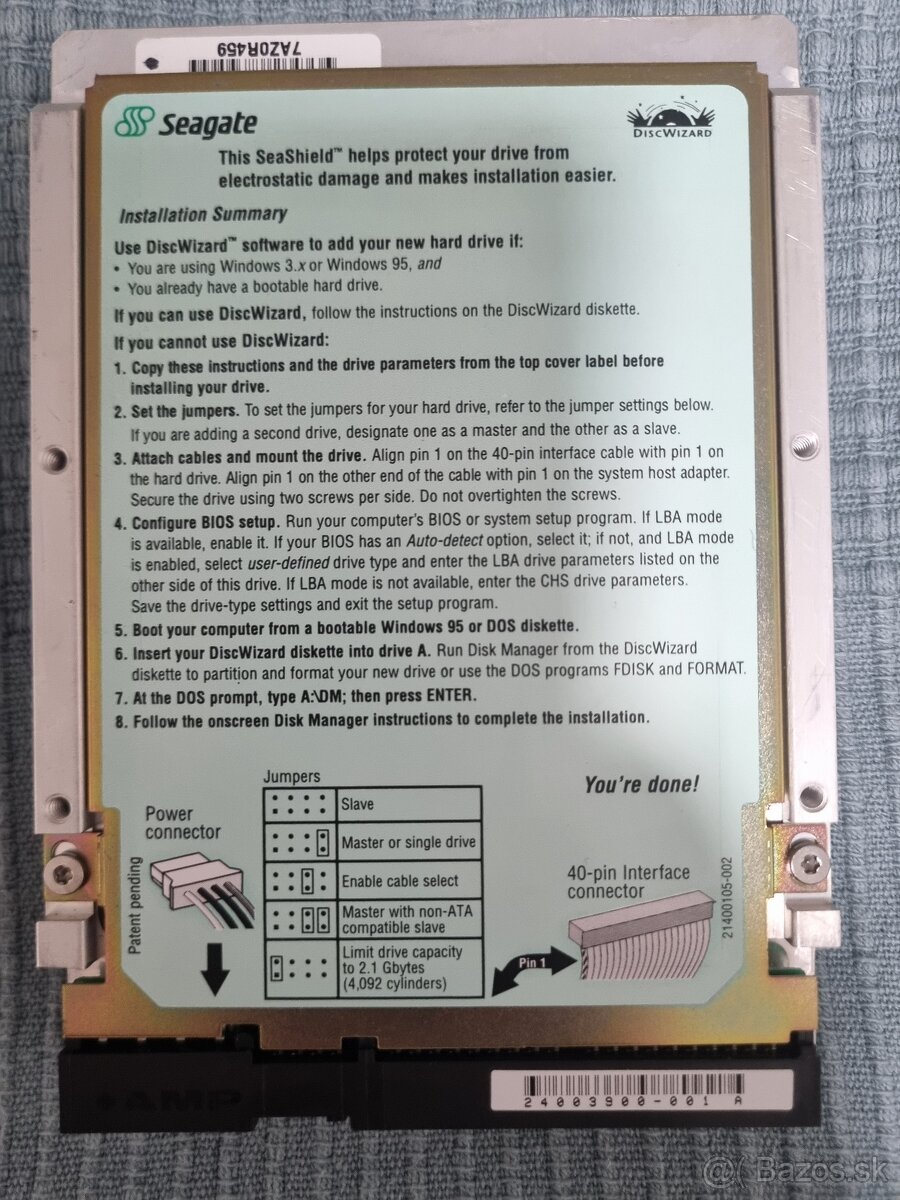 7AZ0R459
Seagate
DISCWIZARD
This SeaShield™ helps protect your drive from
electrostatic damage and makes installation easier.
Installation Summary
Use DiscWizard™ software to add your new hard drive if:
• You are using Windows 3.x or Windows 95, and
• You already have a bootable hard drive.
If you can use DiscWizard, follow the instructions on the DiscWizard diskette.
If you cannot use DiscWizard:
1. Copy these instructions and the drive parameters from the top cover label before
installing your drive.
2. Set the jumpers. To set the jumpers for your hard drive, refer to the jumper settings below.
If you are adding a second drive, designate one as a master and the other as a slave.
3. Attach cables and mount the drive. Align pin 1 on the 40-pin interface cable with pin 1 on
the hard drive. Align pin 1 on the other end of the cable with pin 1 on the system host adapter.
Secure the drive using two screws per side. Do not overtighten the screws.
4. Configure BIOS setup. Run your computer's BIOS or system setup program. If LBA mode
is available, enable it. If your BIOS has an Auto-detect option, select it; if not, and LBA mode
is enabled, select user-defined drive type and enter the LBA drive parameters listed on the
other side of this drive. If LBA mode is not available, enter the CHS drive parameters.
Save the drive-type settings and exit the setup program.
5. Boot your computer from a bootable Windows 95 or DOS diskette.
6. Insert your DiscWizard diskette into drive A. Run Disk Manager from the DiscWizard
diskette to partition and format your new drive or use the DOS programs FDISK and FORMAT.
7. At the DOS prompt, type A:\DM; then press ENTER.
8. Follow the onscreen Disk Manager instructions to complete the installation.
You're done!
Jumpers
Slave
Master or single drive
Enable cable select
Master with non-ATA
compatible slave
Limit drive capacity
to 2.1 Gbytes
(4,092 cylinders)
Power
connector
Patent pending
40-pin Interface
connector
Pin 1
21400105-002
AMP
24003900-001 A
@( Bazos.sk